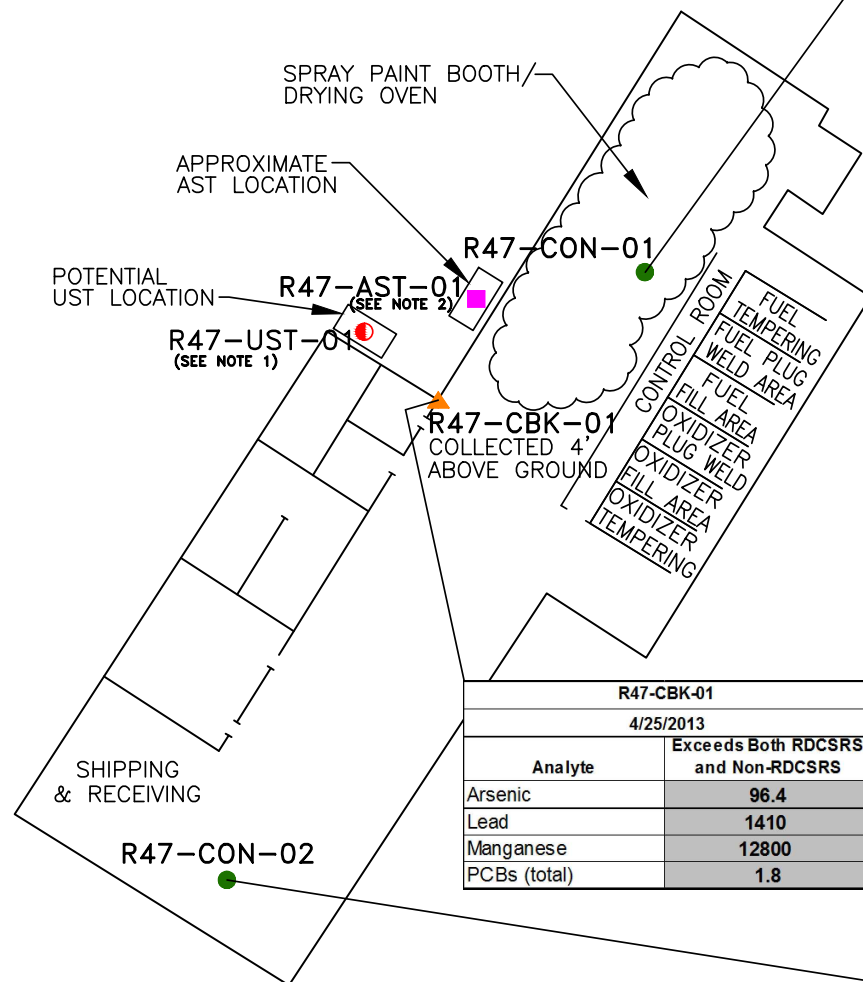 SPRAY PAINT BOOTH/
DRYING OVEN
APPROXIMATE
AST LOCATION
R47-CON-01
POTENTIAL
UST LOCATION
R47-AST-01
(SEE NOTE 2)
R47-UST-01
(SEE NOTE 1)
CONTROL ROOM
FUEL
TEMPERING
FUEL PLUG
WELD AREA
FUEL
FILL AREA
OXIDIZER
PLUG WELD
OXIDIZER
FILL AREA
OXIDIZER
TEMPERING
R47-CBK-01
COLLECTED 4'
ABOVE GROUND
R47-CBK-01
4/25/2013
Analyte Exceeds Both RDCSRS
and Non-RDCSRS
Arsenic 96.4
Lead 1410
Manganese 12800
PCBs (total) 1.8
SHIPPING
& RECEIVING
R47-CON-02